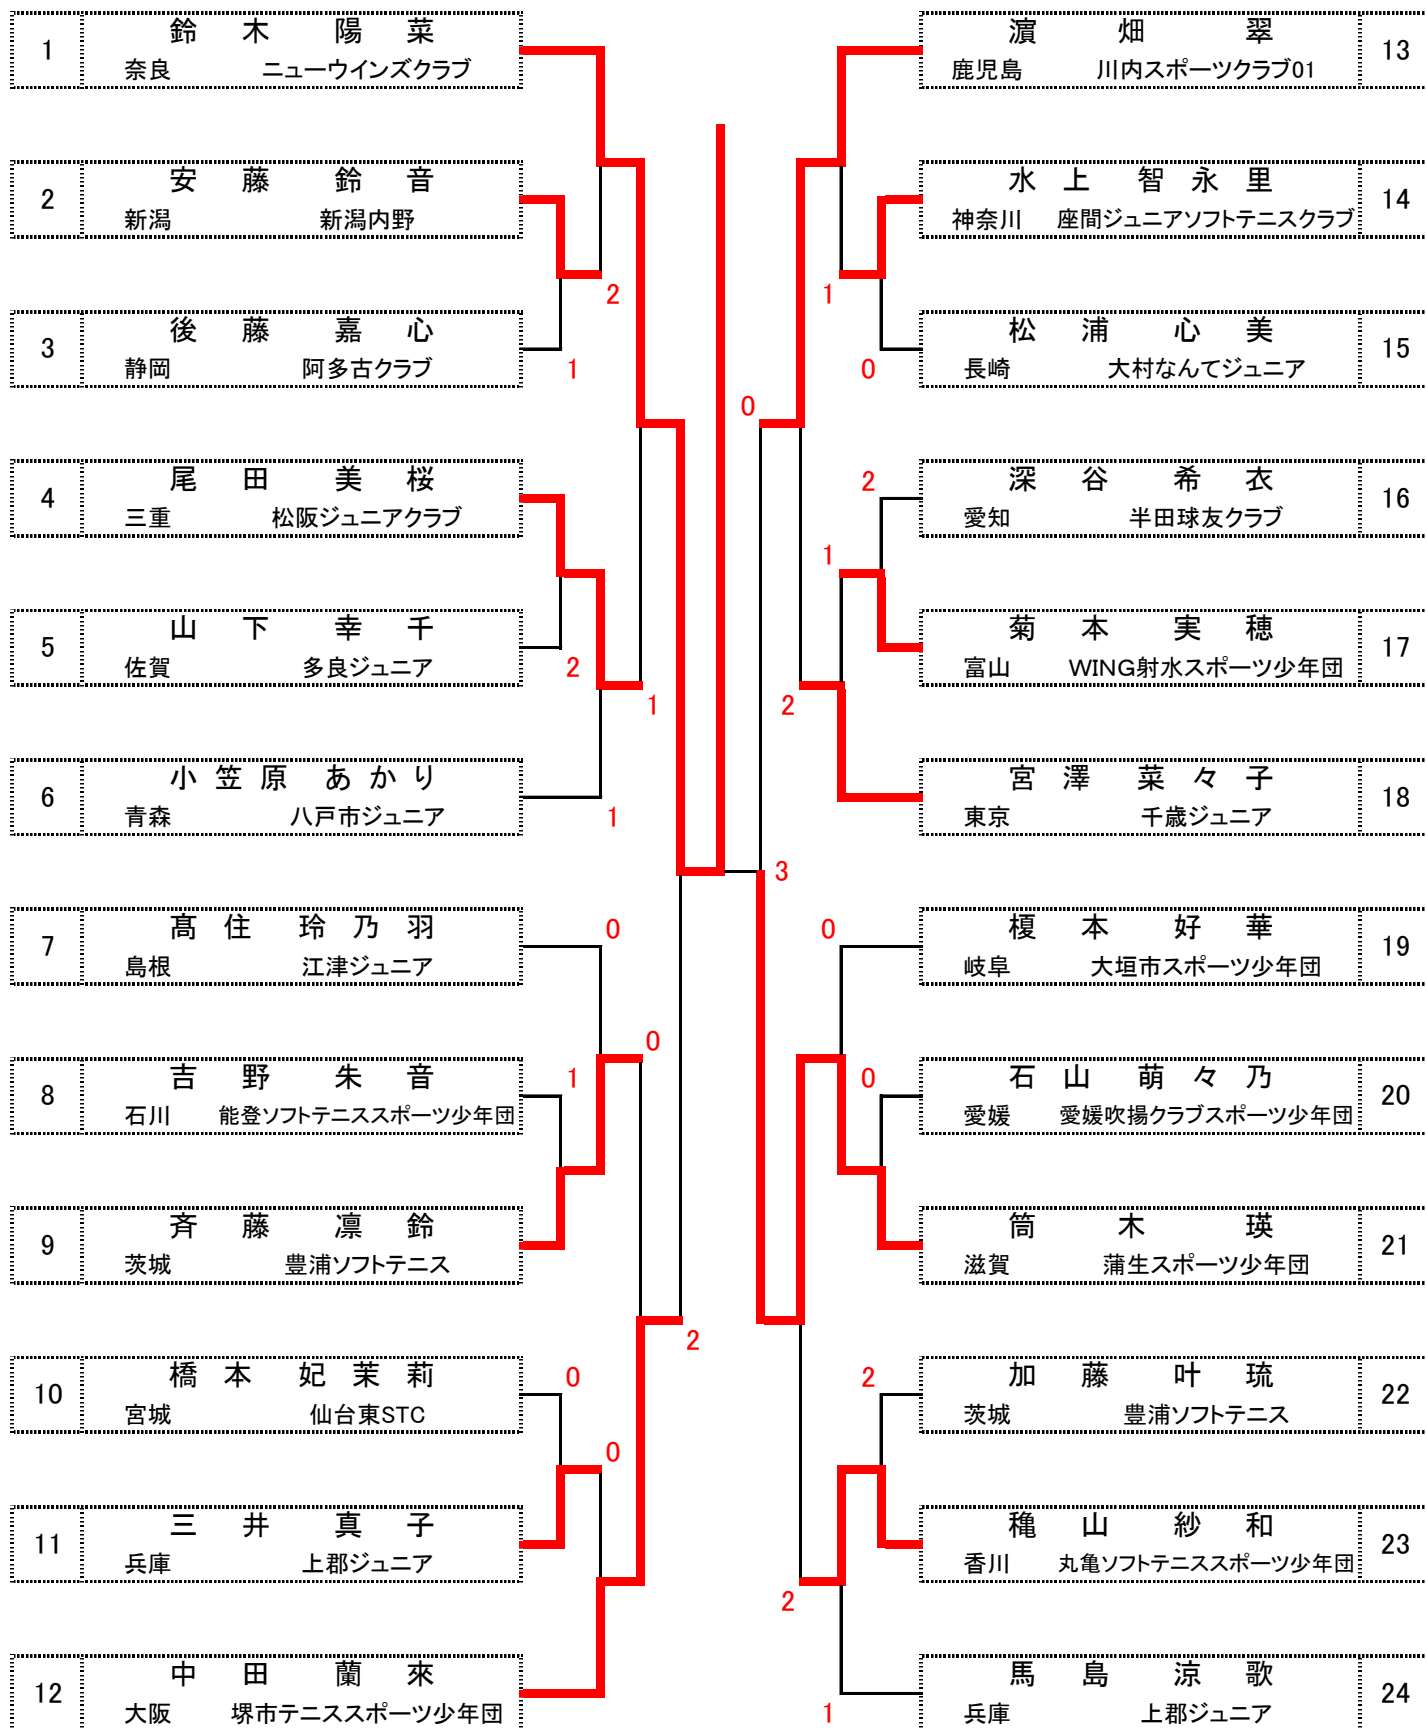 1 鈴木 陽菜
奈良 ニューウインズクラブ
2 安藤 鈴音
新潟 新潟内野
2
3 後藤 嘉心
静岡 阿多古クラブ
1
4 尾田 美桜
三重 松阪ジュニアクラブ
5 山下 幸千
佐賀 多良ジュニア
2
1
6 小笠原 あかり
青森 八戸市ジュニア
1
7 髙住 玲乃羽
島根 江津ジュニア
0
0
8 吉野 朱音
石川 能登ソフトテニススポーツ少年団
1
9 斉藤 凛鈴
茨城 豊浦ソフトテニス
2
10 橋本 妃茉莉
宮城 仙台東STC
0
0
11 三井 真子
兵庫 上郡ジュニア
12 中田 蘭來
大阪 堺市テニススポーツ少年団
濵畑 翠 13
鹿児島 川内スポーツクラブ01
水上 智永里 14
神奈川 座間ジュニアソフトテニスクラブ
1
松浦 心美 15
長崎 大村なんてジュニア
0
0
深谷 希衣 16
愛知 半田球友クラブ
2
1
菊本 実穂 17
富山 WING射水スポーツ少年団
2
宮澤 菜々子 18
東京 千歳ジュニア
3
榎本 好華 19
岐阜 大垣市スポーツ少年団
0
石山 萌々乃 20
愛媛 愛媛吹揚クラブスポーツ少年団
0
筒木 瑛 21
滋賀 蒲生スポーツ少年団
加藤 叶琉 22
茨城 豊浦ソフトテニス
2
穐山 紗和 23
香川 丸亀ソフトテニススポーツ少年団
2
馬島 涼歌 24
兵庫 上郡ジュニア
1